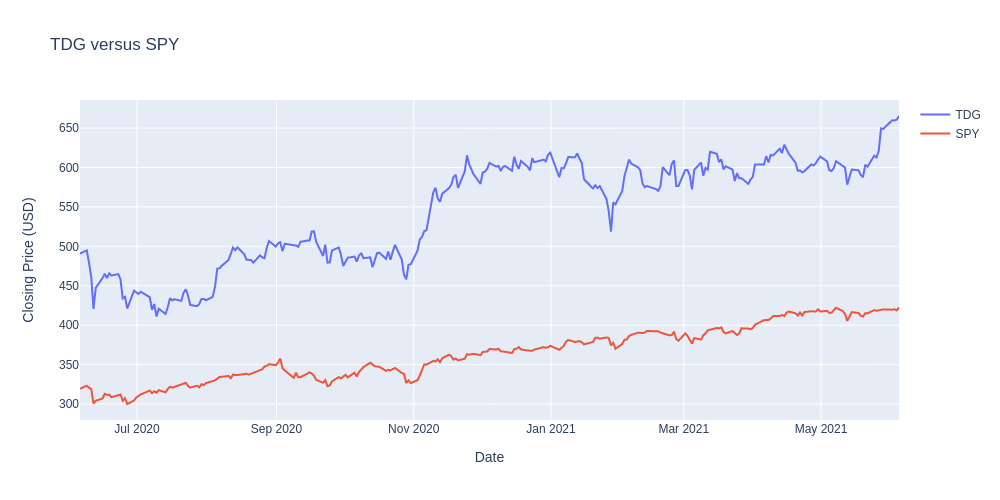 TDG versus SPY
TDG
SPY
650
600
550
500
450
400
350
300
Closing Price (USD)
Jul 2020
Sep 2020
Nov 2020
Jan 2021
Mar 2021
May 2021
Date